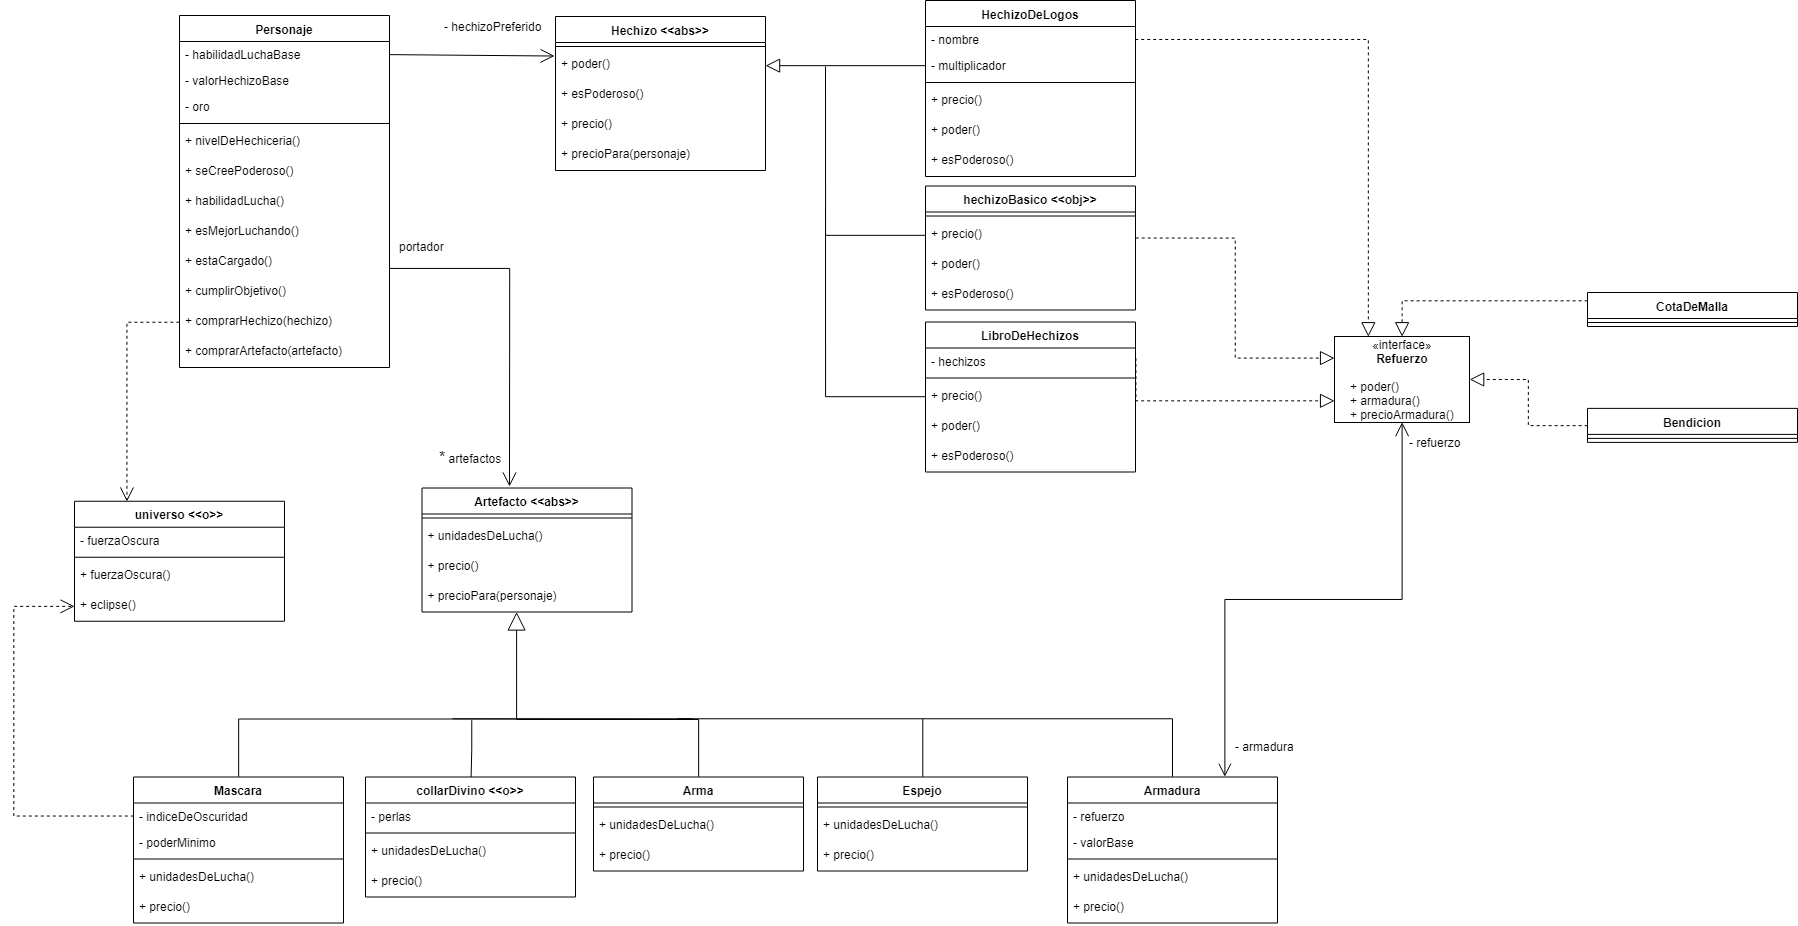 Personaje
- habilidadLuchaBase
- valorHechizoBase
- oro
+ nivelDeHechiceria()
+ seCreePoderoso()
+ habilidadLucha()
+ esMejorLuchando()
+ estaCargado()
+ cumplirObjetivo()
+ comprarHechizo(hechizo)
+ comprarArtefacto(artefacto)
- hechizoPreferido
Hechizo <<abs>>
+ poder()
+ esPoderoso()
+ precio()
+ precioPara(personaje)
HechizoDeLogos
- nombre
- multiplicador
+ precio()
+ poder()
+ esPoderoso()
hechizoBasico <<obj>>
+ precio()
+ poder()
+ esPoderoso()
LibroDeHechizos
- hechizos
+ precio()
+ poder()
+ esPoderoso()
CotaDeMalla
«interface»
Refuerzo
+ poder()
+ armadura()
+ precioArmadura()
Bendicion
- refuerzo
portador
* artefactos
Artefacto <<abs>>
+ unidadesDeLucha()
+ precio()
+ precioPara(personaje)
universo <<o>>
- fuerzaOscura
+ fuerzaOscura()
+ eclipse()
- armadura
Mascara
- indiceDeOscuridad
- poderMinimo
+ unidadesDeLucha()
+ precio()
collarDivino <<o>>
- perlas
+ unidadesDeLucha()
+ precio()
Arma
+ unidadesDeLucha()
+ precio()
Espejo
+ unidadesDeLucha()
+ precio()
Armadura
- refuerzo
- valorBase
+ unidadesDeLucha()
+ precio()